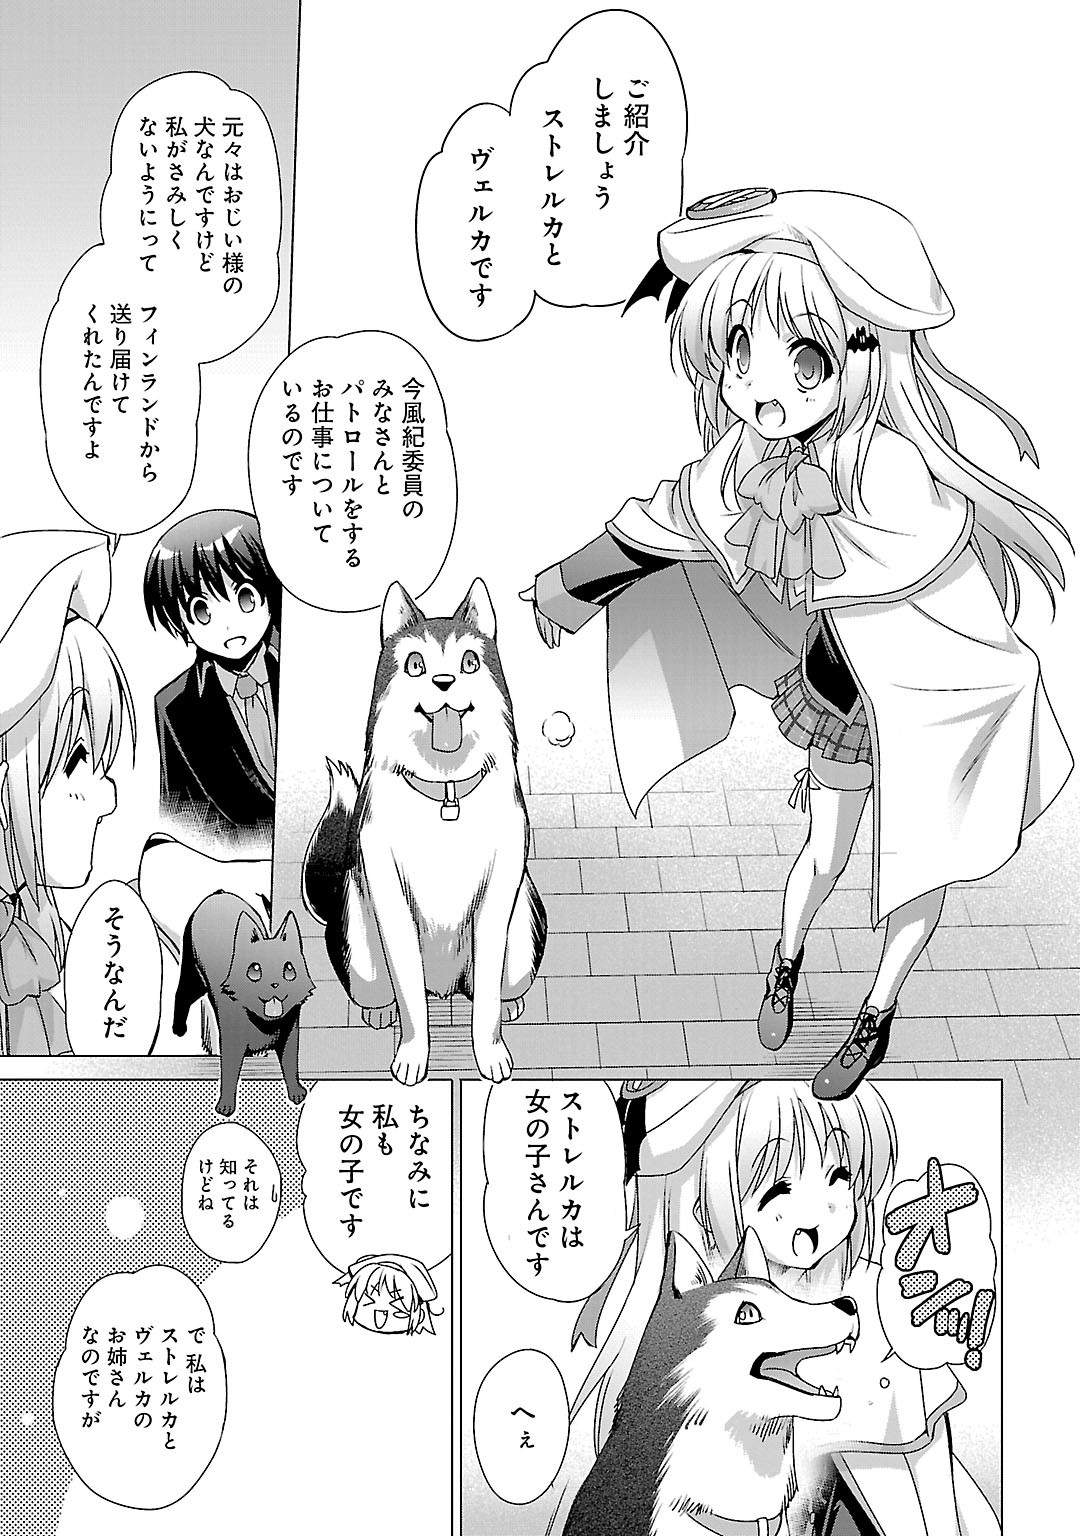 ご紹介
しましょう
ストレルカと
ヴェルカです
今風紀委員の
みなさんと
パトロールをする
お仕事について
いるのです
元々はおじい様の
犬なんですけど
私がさみしく
ないようにって
フィンランドから
送り届けて
くれたんですよ
そうなんだ
オンッ!
ストレルカは
女の子さんです
へぇ
ちなみに
私も
女の子です
それは
知ってる
けどね
で 私は
ストレルカと
ヴェルカの
お姉さん
なのですが